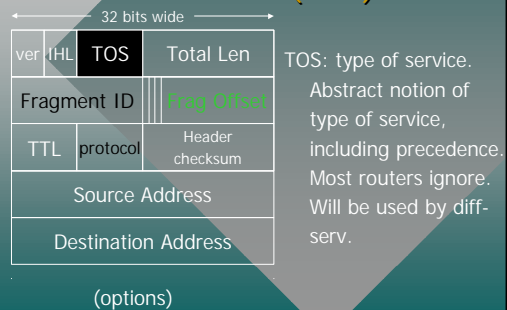 32 bits wide
ver IHL TOS Total Len
Fragment ID Frag Offset
TTL protocol Header checksum
Source Address
Destination Address
(options)
TOS: type of service.
Abstract notion of
type of service,
including precedence.
Most routers ignore.
Will be used by diff-
serv.